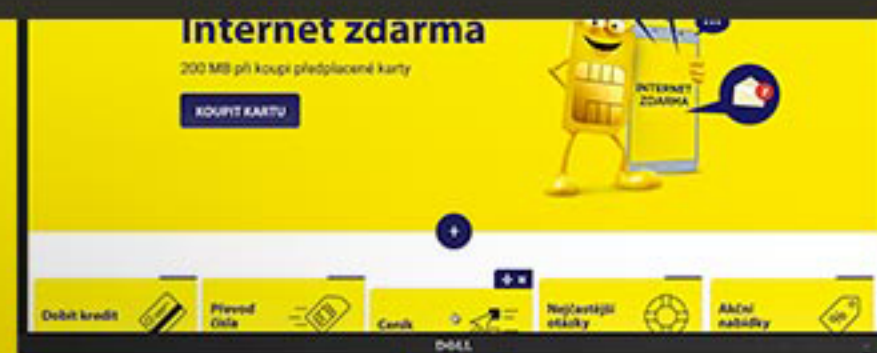 Internet zdarma
200 MB při koupi předplacené karty
KOUPIT KARTU
INTERNET
ZDARMA
Dobít kredit
Převod
čísla
Ceník
Nejčastější
otázky
Akční
nabídky
DELL